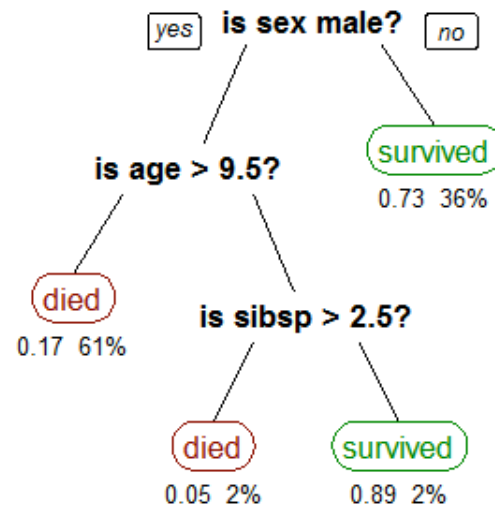 yes is sex male? no
survived
is age > 9.5?
0.73 36%
died
is sibsp > 2.5?
0.17 61%
died survived
0.05 2% 0.89 2%